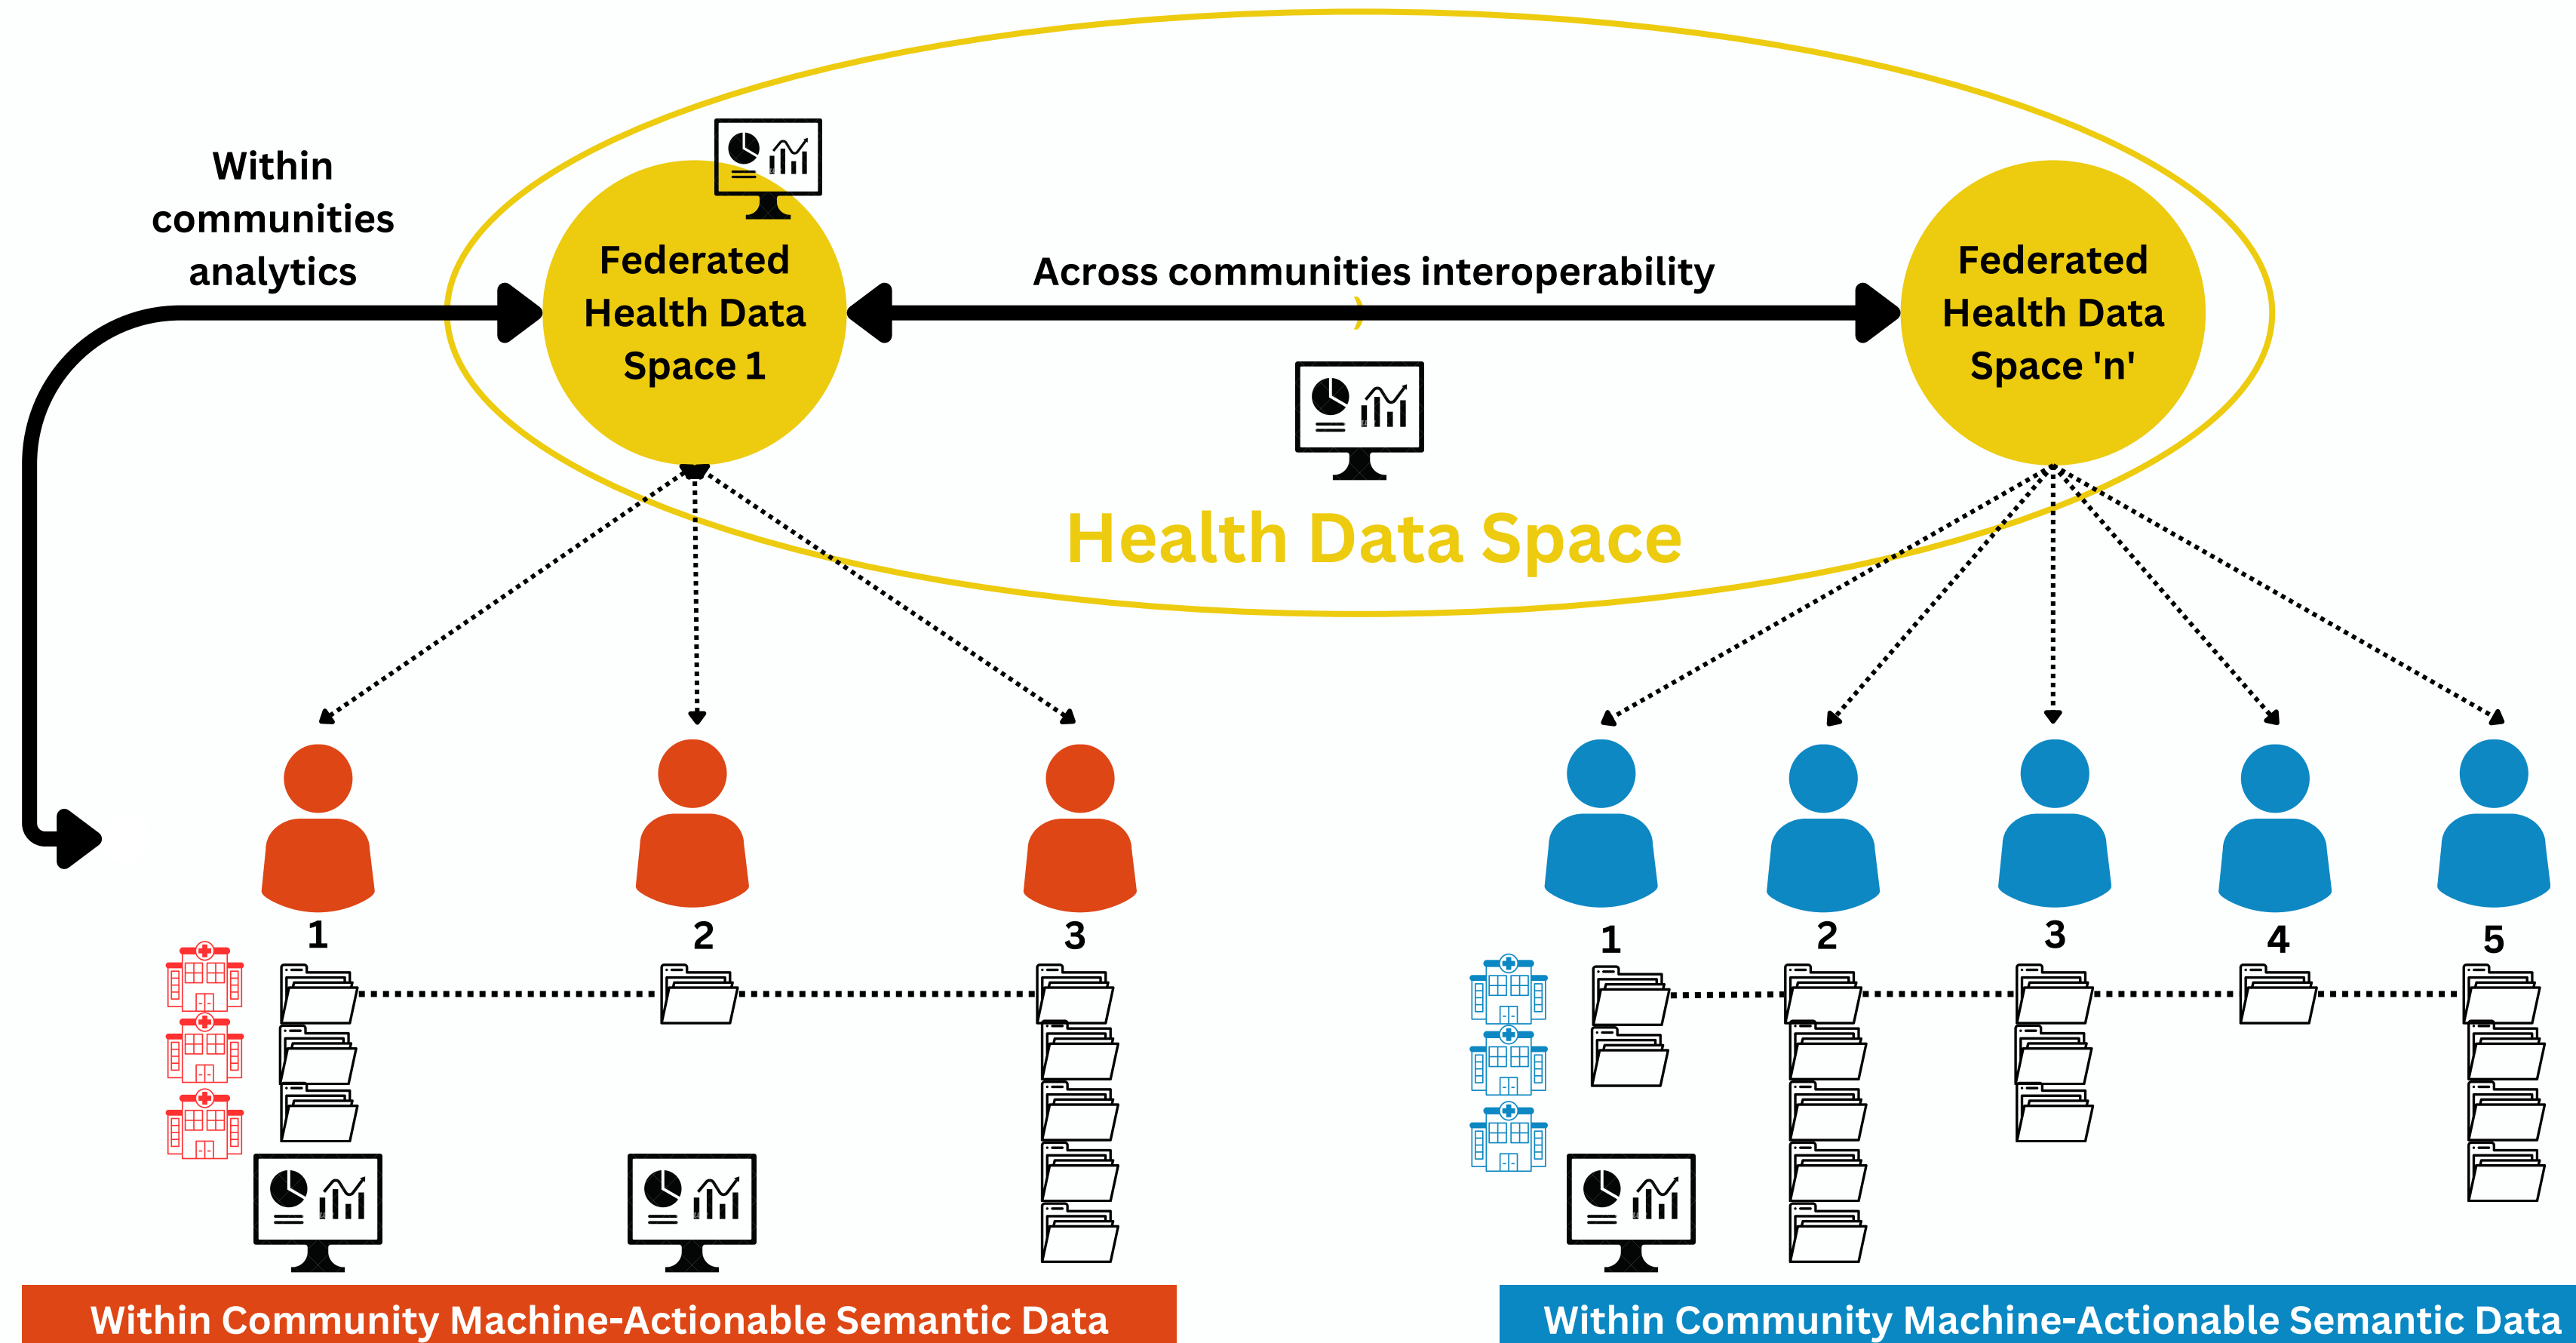 Within
communities
analytics
Federated
Health Data
Space 1
Across communities interoperability
Federated
Health Data
Space 'n'
Health Data Space
1
2
3
1
2
3
4
5
Within Community Machine-Actionable Semantic Data
Within Community Machine-Actionable Semantic Data